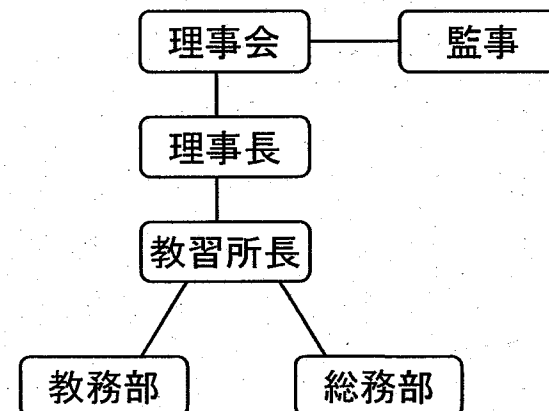 理事会
監事
理事長
教習所長
教務部
総務部